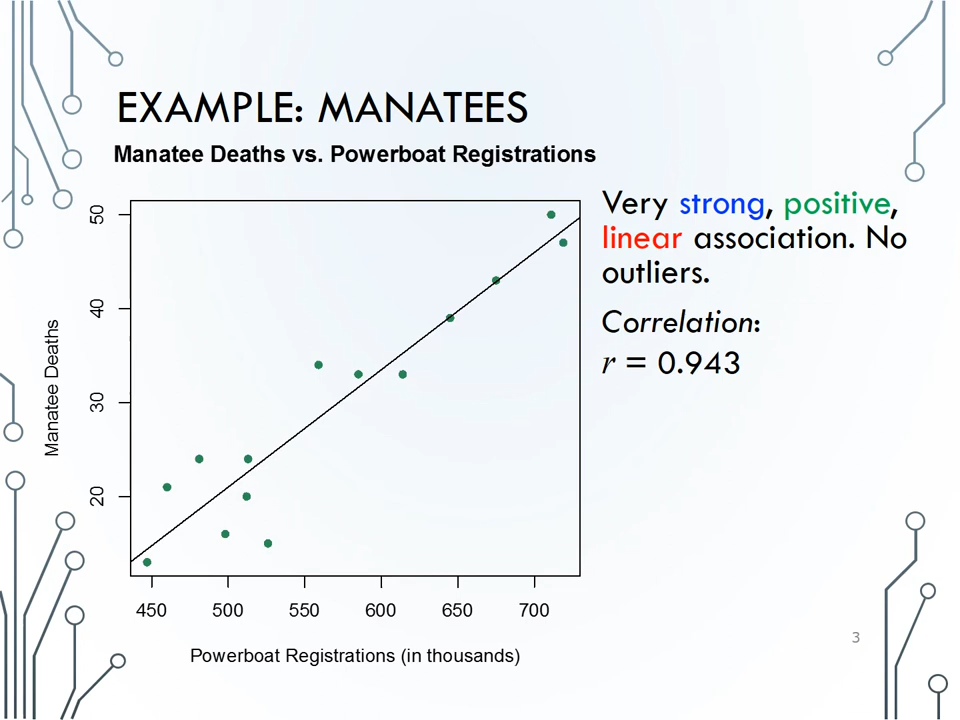 EXAMPLE: MANATEES
Manatee Deaths vs. Powerboat Registrations
Very strong, positive,
linear association. No
outliers.
Correlation:
r = 0.943
Manatee Deaths
50
40
30
20
450 500 550 600 650 700
Powerboat Registrations (in thousands)
3